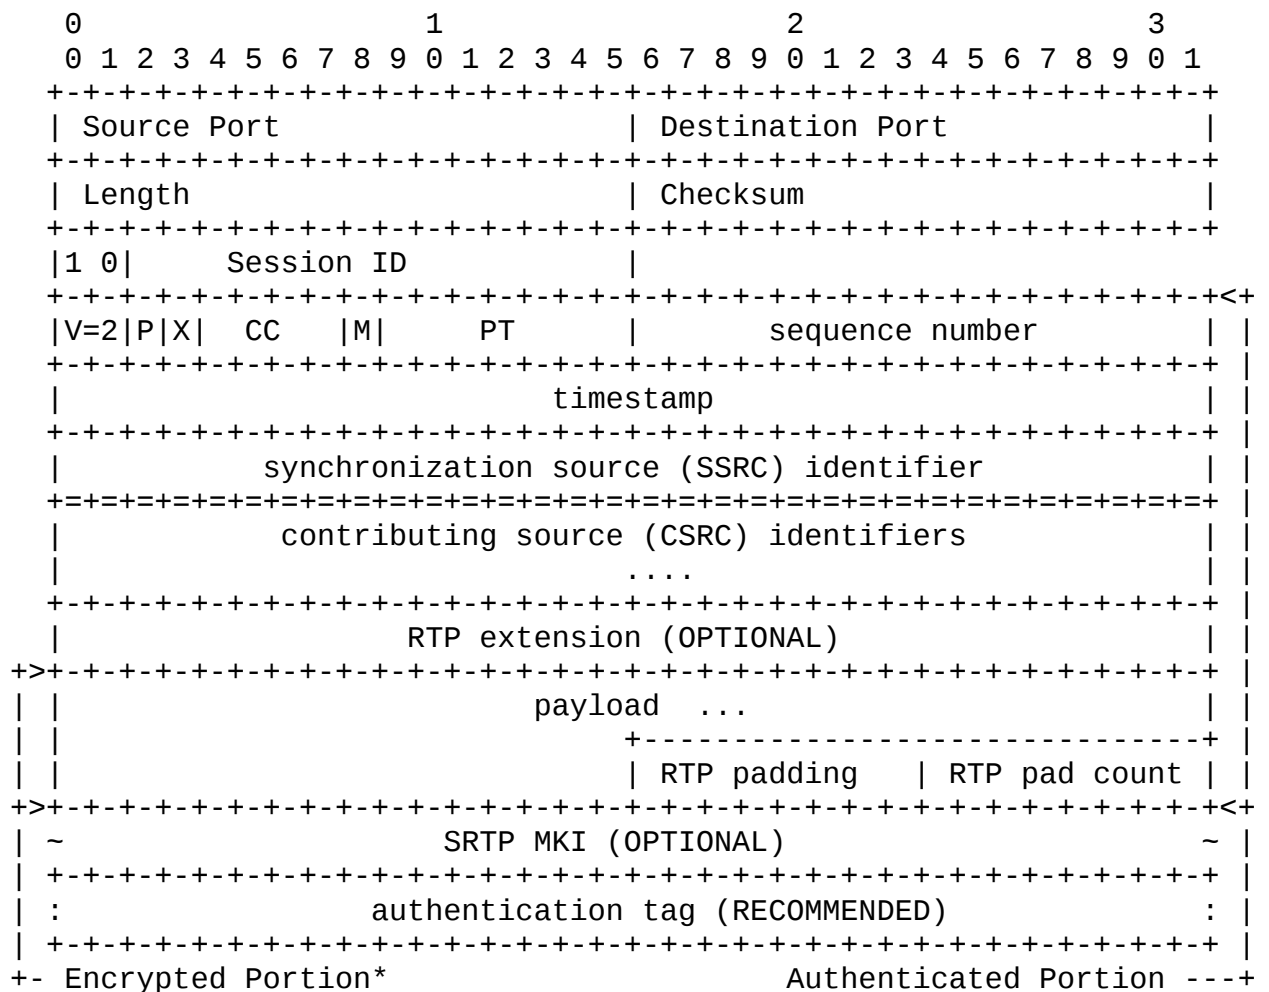 0                   1                   2                   3
    0 1 2 3 4 5 6 7 8 9 0 1 2 3 4 5 6 7 8 9 0 1 2 3 4 5 6 7 8 9 0 1
   +-+-+-+-+-+-+-+-+-+-+-+-+-+-+-+-+-+-+-+-+-+-+-+-+-+-+-+-+-+-+-+-+
   | Source Port                   | Destination Port              |
   +-+-+-+-+-+-+-+-+-+-+-+-+-+-+-+-+-+-+-+-+-+-+-+-+-+-+-+-+-+-+-+-+
   | Length                        | Checksum                      |
   +-+-+-+-+-+-+-+-+-+-+-+-+-+-+-+-+-+-+-+-+-+-+-+-+-+-+-+-+-+-+-+-+
   |1 0|     Session ID            |
   +-+-+-+-+-+-+-+-+-+-+-+-+-+-+-+-+-+-+-+-+-+-+-+-+-+-+-+-+-+-+-+-+<+
   |V=2|P|X|  CC   |M|     PT      |       sequence number         | |
   +-+-+-+-+-+-+-+-+-+-+-+-+-+-+-+-+-+-+-+-+-+-+-+-+-+-+-+-+-+-+-+-+ |
   |                           timestamp                           | |
   +-+-+-+-+-+-+-+-+-+-+-+-+-+-+-+-+-+-+-+-+-+-+-+-+-+-+-+-+-+-+-+-+ |
   |           synchronization source (SSRC) identifier            | |
   +=+=+=+=+=+=+=+=+=+=+=+=+=+=+=+=+=+=+=+=+=+=+=+=+=+=+=+=+=+=+=+=+ |
   |            contributing source (CSRC) identifiers             | |
   |                               ....                            | |
   +-+-+-+-+-+-+-+-+-+-+-+-+-+-+-+-+-+-+-+-+-+-+-+-+-+-+-+-+-+-+-+-+ |
   |                   RTP extension (OPTIONAL)                    | |
 +>+-+-+-+-+-+-+-+-+-+-+-+-+-+-+-+-+-+-+-+-+-+-+-+-+-+-+-+-+-+-+-+-+ |
 | |                          payload  ...                         | |
 | |                               +-------------------------------+ |
 | |                               | RTP padding   | RTP pad count | |
 +>+-+-+-+-+-+-+-+-+-+-+-+-+-+-+-+-+-+-+-+-+-+-+-+-+-+-+-+-+-+-+-+-+<+
 | ~                     SRTP MKI (OPTIONAL)                       ~ |
 | +-+-+-+-+-+-+-+-+-+-+-+-+-+-+-+-+-+-+-+-+-+-+-+-+-+-+-+-+-+-+-+-+ |
 | :                 authentication tag (RECOMMENDED)              : |
 | +-+-+-+-+-+-+-+-+-+-+-+-+-+-+-+-+-+-+-+-+-+-+-+-+-+-+-+-+-+-+-+-+ |
 +- Encrypted Portion*                      Authenticated Portion ---+